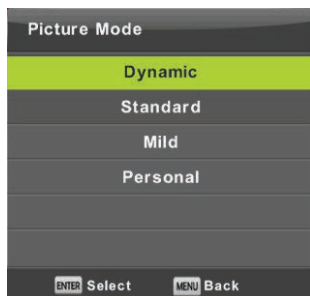 Picture Mode
Dynamic
Standard
Mild
Personal
ENTER Select MENU Back